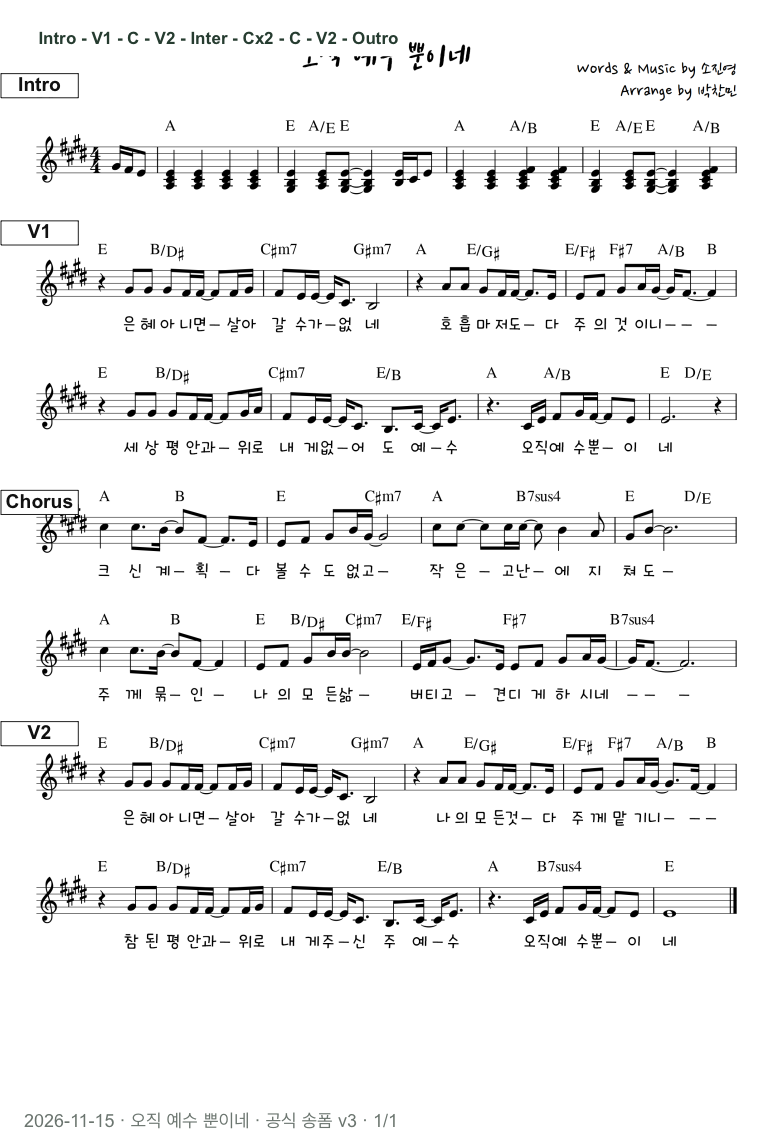 Intro - V1 - C - V2 - Inter - Cx2 - C - V2 - Outro
오직 예수 뿐이네
Words & Music by 소진영
Arrange by 박찬민
Intro
A E A/E E A A/B E A/E E A/B
V1
E B/D♯ C♯m7 G♯m7 A E/G♯ E/F♯ F♯7 A/B B
은 혜 아 니면 – 살아 갈 수가 – 없 네 호 흡 마 저도 – 다 주 의 것 이니 – – –
E B/D♯ C♯m7 E/B A A/B E D/E
세 상 평 안과 – 위로 내 게없 – 어 도 예 – 수 오직예 수뿐 – 이 네
Chorus
A B E C♯m7 A B7sus4 E D/E
크 신 계 – 획 – 다 볼 수 도 없고 – 작 은 – 고난 – 에 지 쳐 도 –
A B E B/D♯ C♯m7 E/F♯ F♯7 B7sus4
주 께 묶 – 인 – 나 의 모 든삶 – 버티고 – 견디 게 하 시네 – – –
V2
E B/D♯ C♯m7 G♯m7 A E/G♯ E/F♯ F♯7 A/B B
은 혜 아 니면 – 살아 갈 수가 – 없 네 나 의 모 든것 – 다 주 께 맡 기니 – – –
E B/D♯ C♯m7 E/B A B7sus4 E
참 된 평 안과 – 위로 내 게주 – 신 주 예 – 수 오직예 수뿐 – 이 네
2026-11-15 · 오직 예수 뿐이네 · 공식 송폼 v3 · 1/1